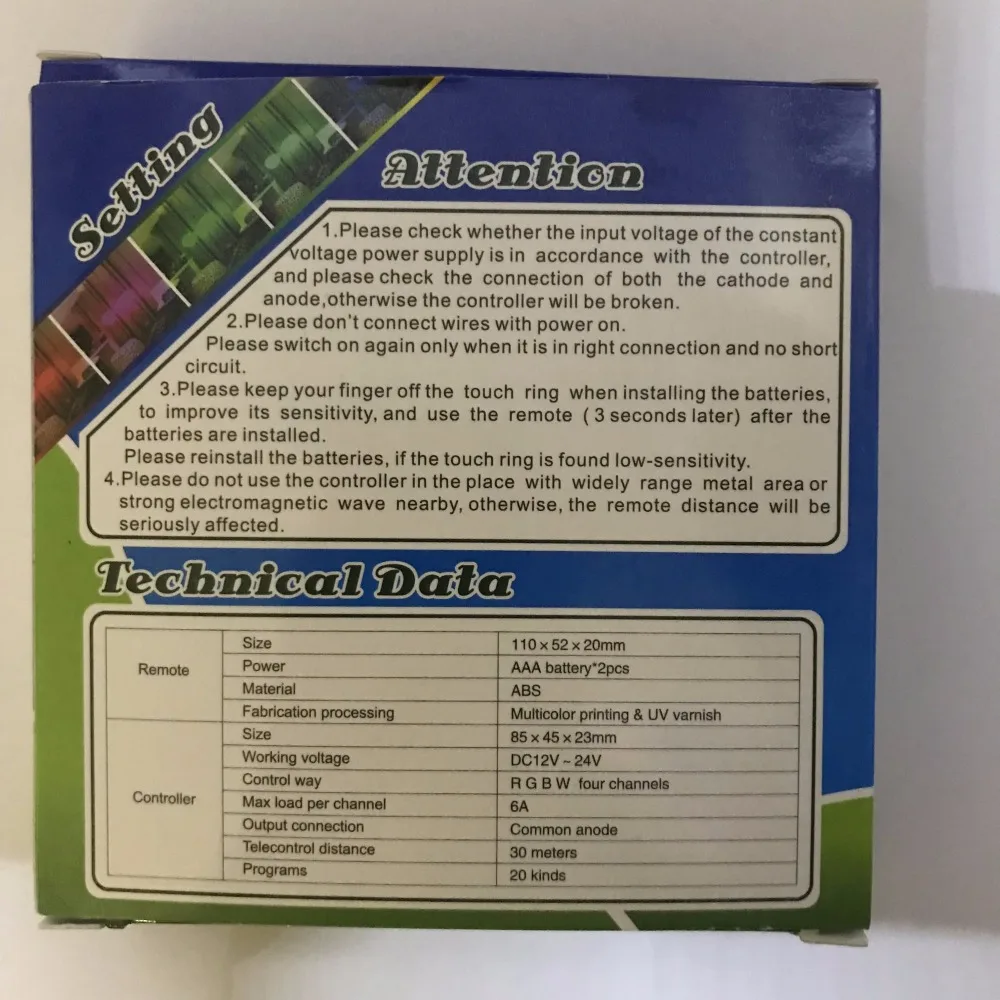 Setting
Attention
1.Please check whether the input voltage of the constant
voltage power supply is in accordance with the controller,
and please check the connection of both the cathode and
anode,otherwise the controller will be broken.
2.Please don't connect wires with power on.
Please switch on again only when it is in right connection and no short
circuit.
3.Please keep your finger off the touch ring when installing the batteries,
to improve its sensitivity, and use the remote ( 3 seconds later) after the
batteries are installed.
Please reinstall the batteries, if the touch ring is found low-sensitivity.
4.Please do not use the controller in the place with widely range metal area or
strong electromagnetic wave nearby, otherwise, the remote distance will be
seriously affected.
Technical Data
Remote
Size 110 x 52 x 20mm
Power AAA battery*2pcs
Material ABS
Fabrication processing Multicolor printing & UV varnish
Controller
Size 85 x 45 x 23mm
Working voltage DC12V ~ 24V
Control way R G B W four channels
Max load per channel 6A
Output connection Common anode
Telecontrol distance 30 meters
Programs 20 kinds